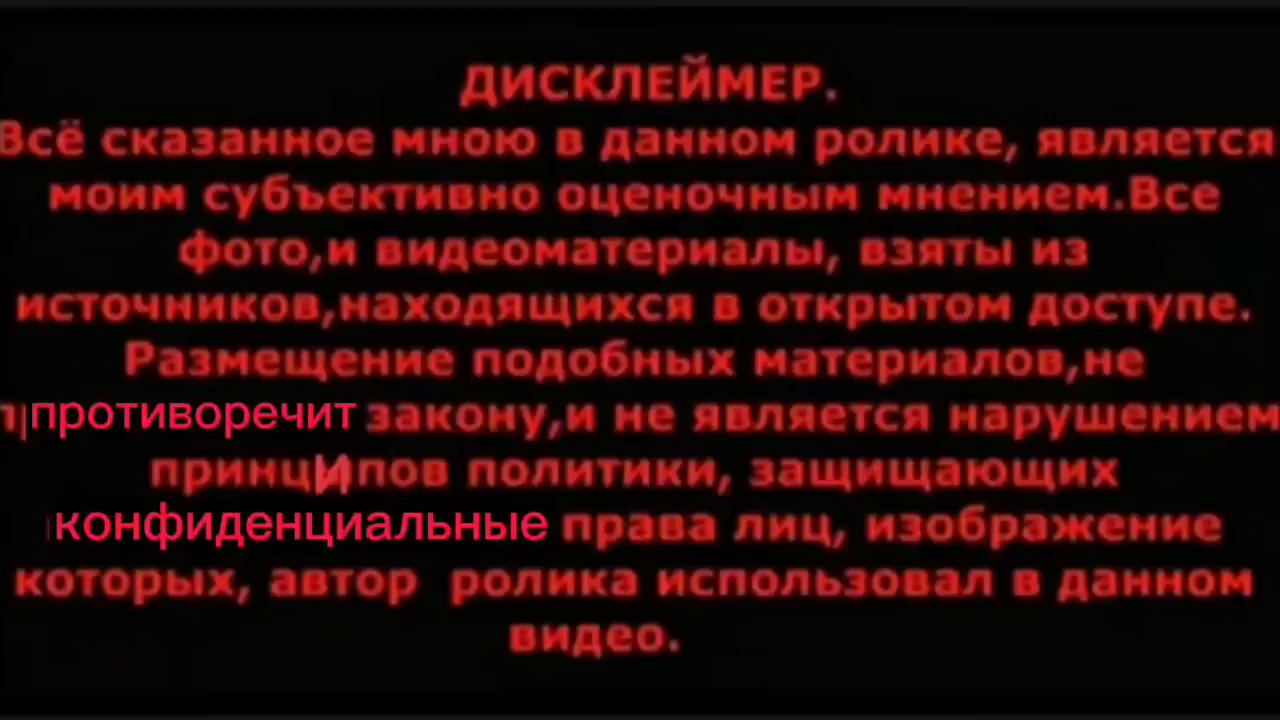 ДИСКЛЕЙМЕР.
Всё сказанное мною в данном ролике, является
моим субъективно оценочным мнением.Все
фото,и видеоматериалы, взяты из
источников,находящихся в открытом доступе.
Размещение подобных материалов,не
противоречит закону,и не является нарушением
принципов политики, защищающих
конфиденциальные права лиц, изображение
которых, автор ролика использовал в данном
видео.